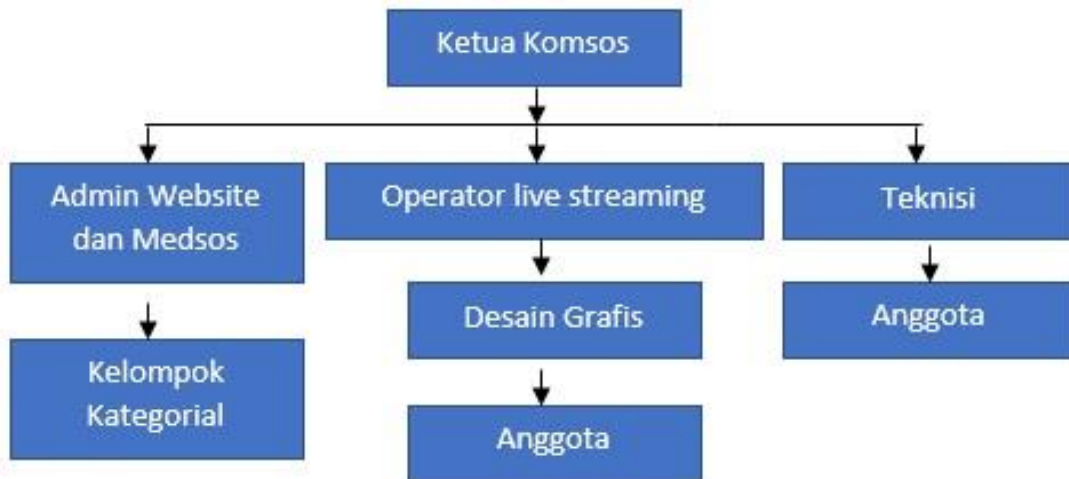 Ketua Komsos
Admin Website
dan Medsos
Operator live streaming
Teknisi
Desain Grafis
Anggota
Kelompok
Kategorial
Anggota